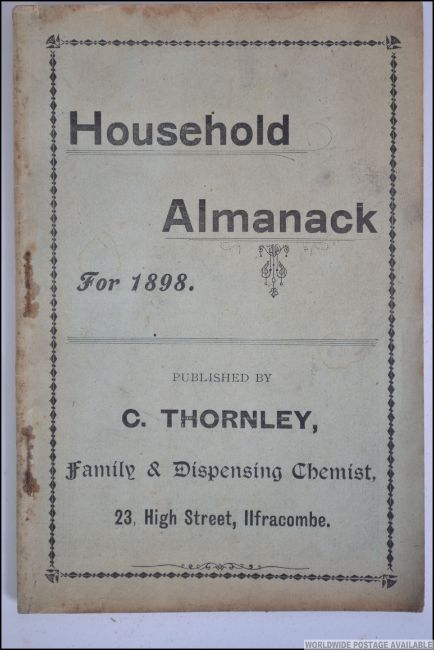 Household
Almanack
For 1898.
PUBLISHED BY
C. THORNLEY,
Family & Dispensing Chemist,
23, High Street, Ilfracombe.
WORLDWIDE POSTAGE AVAILABLE